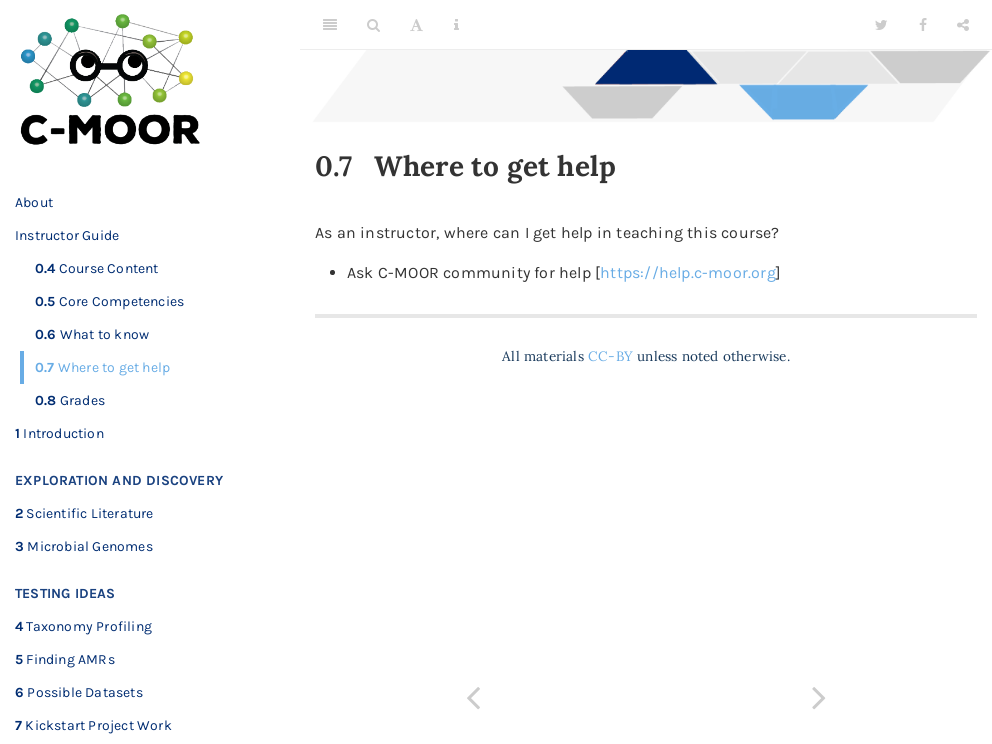 C-MOOR
About
Instructor Guide
0.4 Course Content
0.5 Core Competencies
0.6 What to know
0.7 Where to get help
0.8 Grades
1 Introduction
EXPLORATION AND DISCOVERY
2 Scientific Literature
3 Microbial Genomes
TESTING IDEAS
4 Taxonomy Profiling
5 Finding AMRs
6 Possible Datasets
7 Kickstart Project Work
0.7 Where to get help
As an instructor, where can I get help in teaching this course?
• Ask C-MOOR community for help [https://help.c-moor.org]
All materials CC-BY unless noted otherwise.